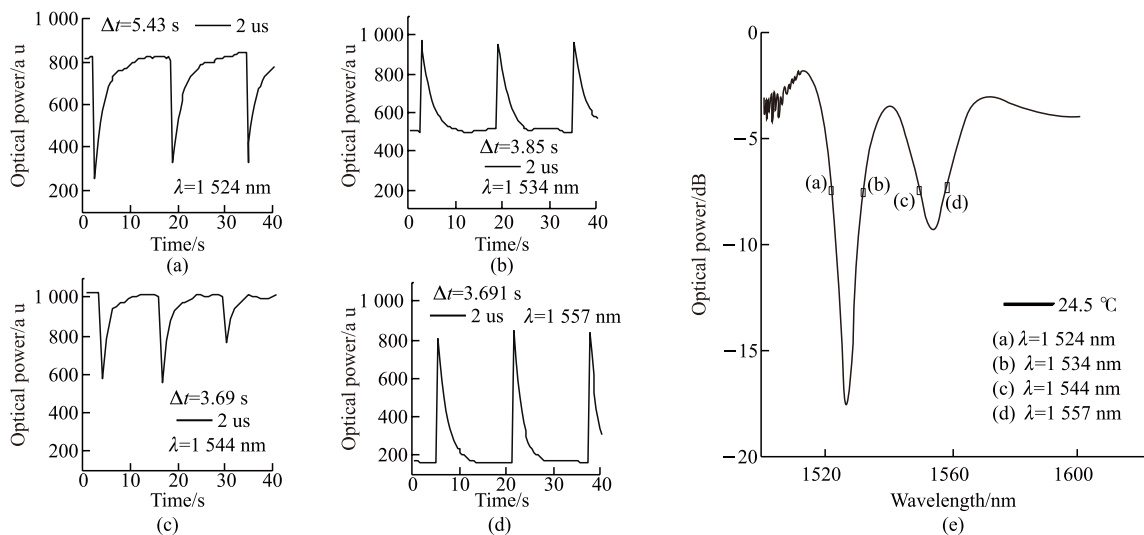 1 000
Δt=5.43 s
2 us
800
600
400
200
λ=1 524 nm
Optical power/a u
0 10 20 30 40
Time/s
(a)
1 000
800
600
400
200
Δt=3.85 s
2 us
λ=1 534 nm
Optical power/a u
0 10 20 30 40
Time/s
(b)
1 000
800
600
400
200
Δt=3.69 s
2 us
λ=1 544 nm
Optical power/a u
0 10 20 30 40
Time/s
(c)
1 000
Δt=3.691 s
2 us λ=1 557 nm
800
600
400
200
Optical power/a u
0 10 20 30 40
Time/s
(d)
0
−5
−10
−15
−20
Optical power/dB
(a)
(b)
(c)
(d)
24.5 ℃
(a) λ=1 524 nm
(b) λ=1 534 nm
(c) λ=1 544 nm
(d) λ=1 557 nm
1520 1560 1600
Wavelength/nm
(e)